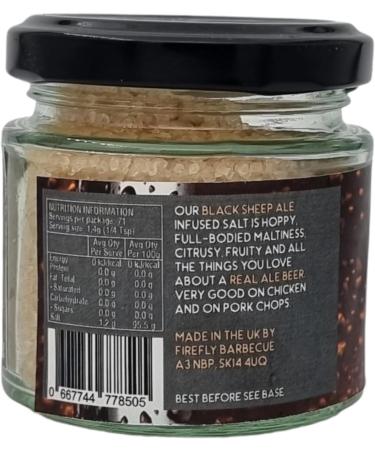 NUTRITION INFORMATION
Servings per package: 71
Serving size: 1.4g (1/4 Tsp)
Avg Qty Per Serve
Avg Qty Per 100g
Energy 0 kJ/kcal 0 kJ/kcal
Protein 0.0 g 0.0 g
Fat Total 0.0 g 0.0 g
- Saturated 0.0 g 0.0 g
Carbohydrate 0.0 g 0.0 g
- Sugars 0.0 g 0.0 g
Salt 1.2 g 95.5 g
0 667744 778505
OUR BLACK SHEEP ALE
INFUSED SALT IS HOPPY,
FULL-BODIED MALTINESS,
CITRUSY, FRUITY AND ALL
THE THINGS YOU LOVE
ABOUT A REAL ALE BEER.
VERY GOOD ON CHICKEN
AND ON PORK CHOPS.
MADE IN THE UK BY
FIREFLY BARBECUE
A3 NBP, SK14 4UQ
BEST BEFORE SEE BASE